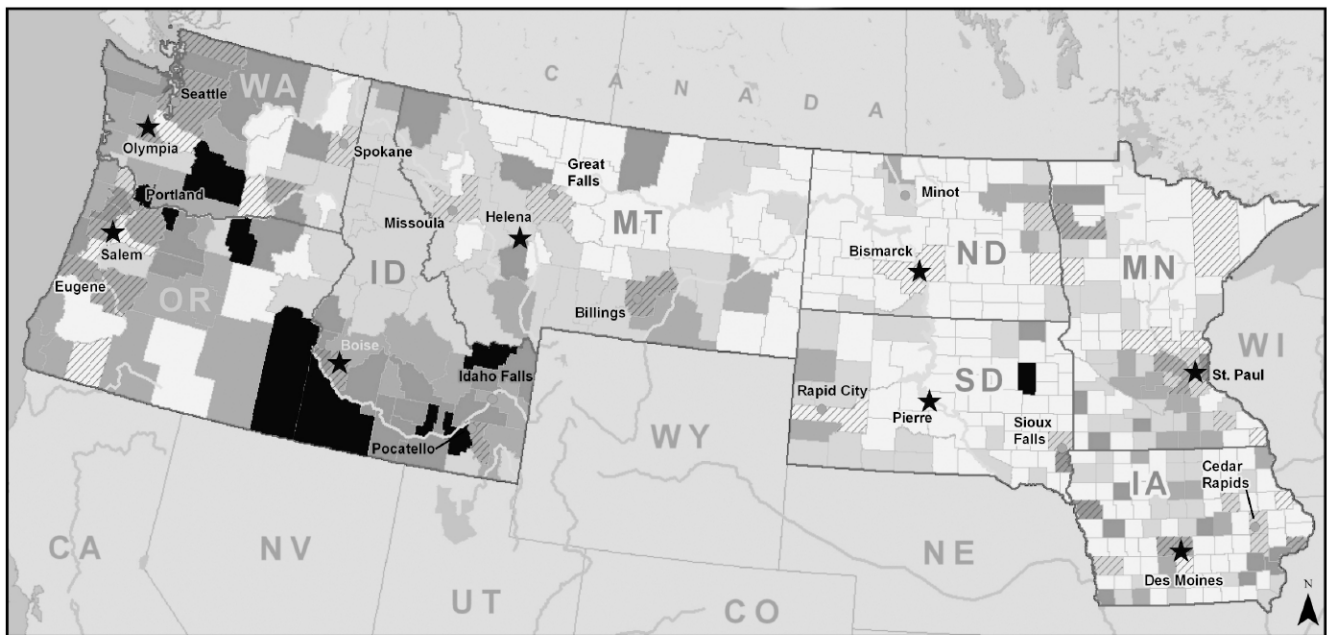 CANADA
WA
Seattle
Olympia
Spokane
Portland
Salem
Eugene
OR
Missoula
Helena
Great
Falls
MT
ID
Billings
Boise
Idaho Falls
Pocatello
Minot
Bismarck
ND
MN
Rapid City
SD
Pierre
Sioux
Falls
St. Paul
WI
Cedar
Rapids
IA
Des Moines
WY
CA
NV
UT
CO
NE
N